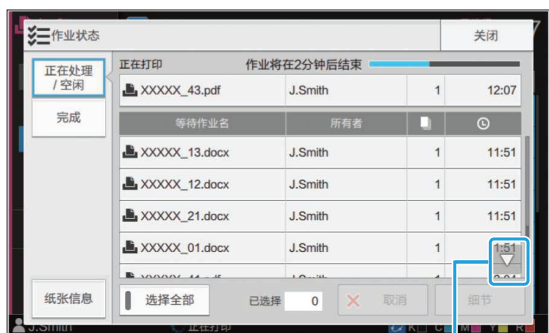 作业状态
关闭
正在处理
/ 空闲
完成
纸张信息
正在打印 作业将在2分钟后结束
XXXXX_43.pdf J.Smith 1 12:07
等待作业名 所有者
XXXXX_13.docx J.Smith 1 11:51
XXXXX_12.docx J.Smith 1 11:51
XXXXX_21.docx J.Smith 1 11:51
XXXXX_01.docx J.Smith 1 1:51
选择全部 已选择 0 取消 细节
J.Smith 正在打印 K C M Y R